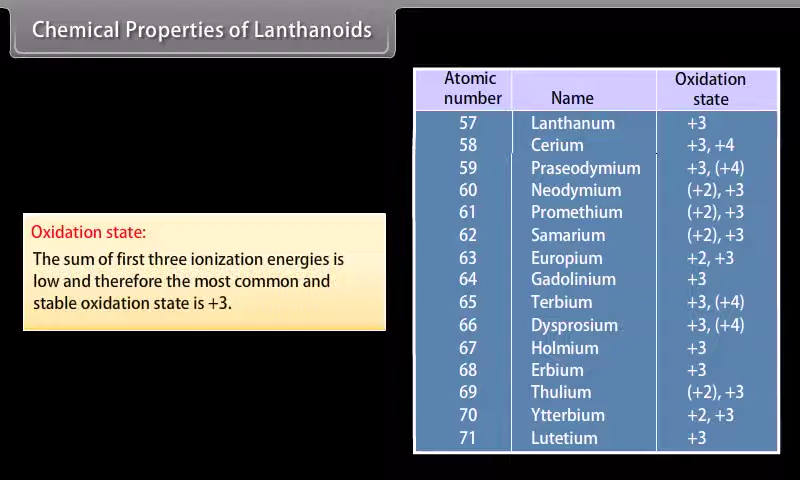 Chemical Properties of Lanthanoids
Oxidation state:
The sum of first three ionization energies is
low and therefore the most common and
stable oxidation state is +3.
Atomic number Name Oxidation state
57 Lanthanum +3
58 Cerium +3, +4
59 Praseodymium +3, (+4)
60 Neodymium (+2), +3
61 Promethium (+2), +3
62 Samarium (+2), +3
63 Europium +2, +3
64 Gadolinium +3
65 Terbium +3, (+4)
66 Dysprosium +3, (+4)
67 Holmium +3
68 Erbium +3
69 Thulium (+2), +3
70 Ytterbium +2, +3
71 Lutetium +3